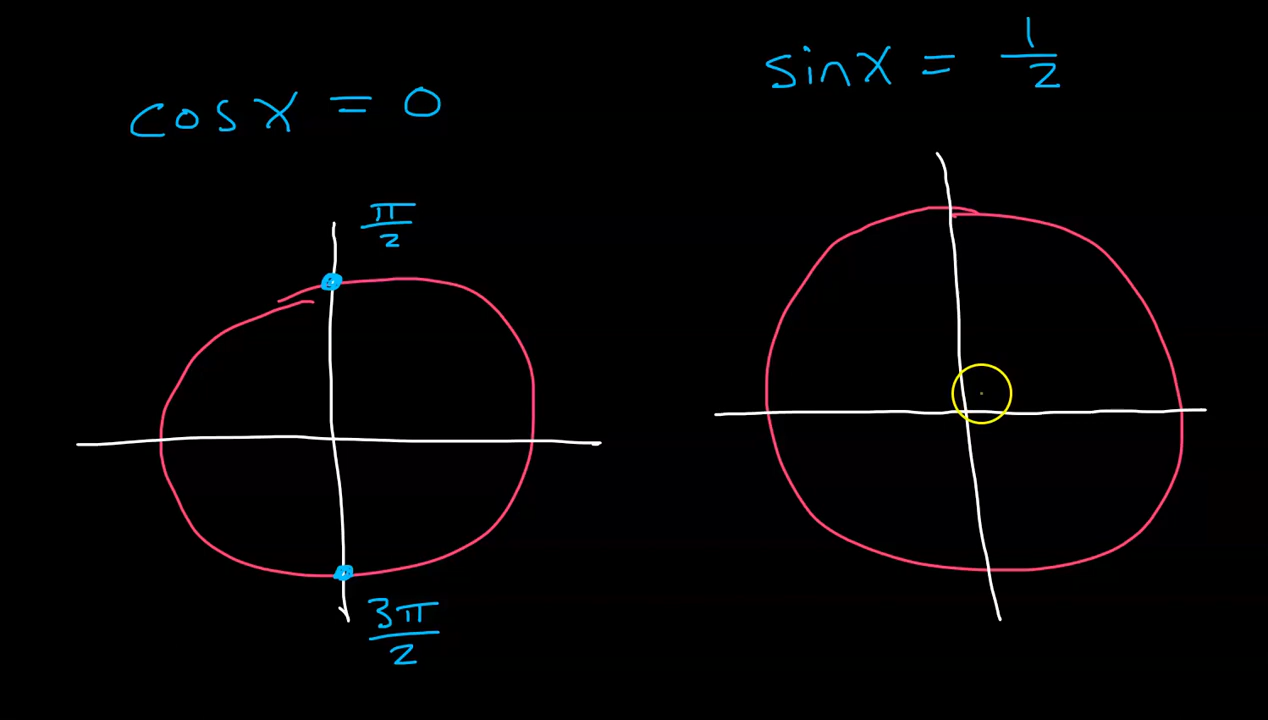 cos x = 0
π/2
3π/2
sin x = 1/2